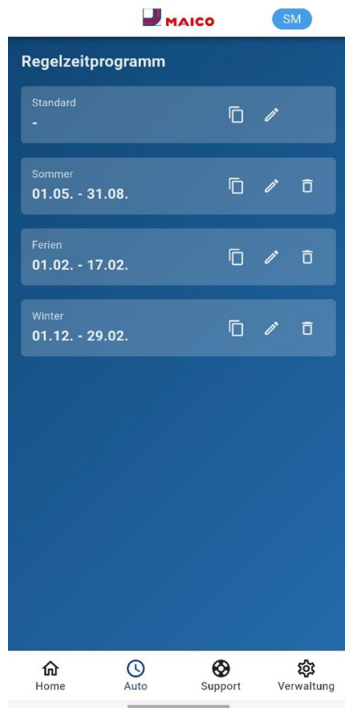 MAICO
SM
Regelzeitprogramm
Standard
-
Sommer
01.05. - 31.08.
Ferien
01.02. - 17.02.
Winter
01.12. - 29.02.
Home
Auto
Support
Verwaltung